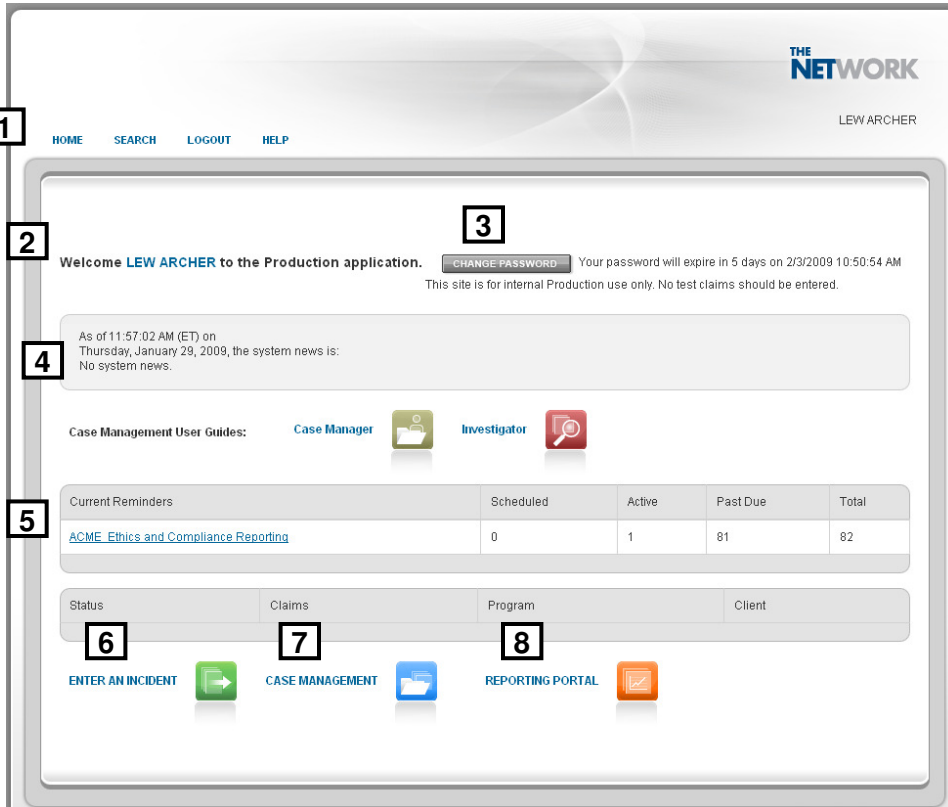 THE
NETWORK
LEW ARCHER
1
HOME SEARCH LOGOUT HELP
3
2
Welcome LEW ARCHER to the Production application. CHANGE PASSWORD Your password will expire in 5 days on 2/3/2009 10:50:54 AM
This site is for internal Production use only. No test claims should be entered.
As of 11:57:02 AM (ET) on
Thursday, January 29, 2009, the system news is:
No system news.
4
Case Management User Guides: Case Manager Investigator
Current Reminders Scheduled Active Past Due Total
5
ACME Ethics and Compliance Reporting 0 1 81 82
Status Claims Program Client
6 7 8
ENTER AN INCIDENT CASE MANAGEMENT REPORTING PORTAL